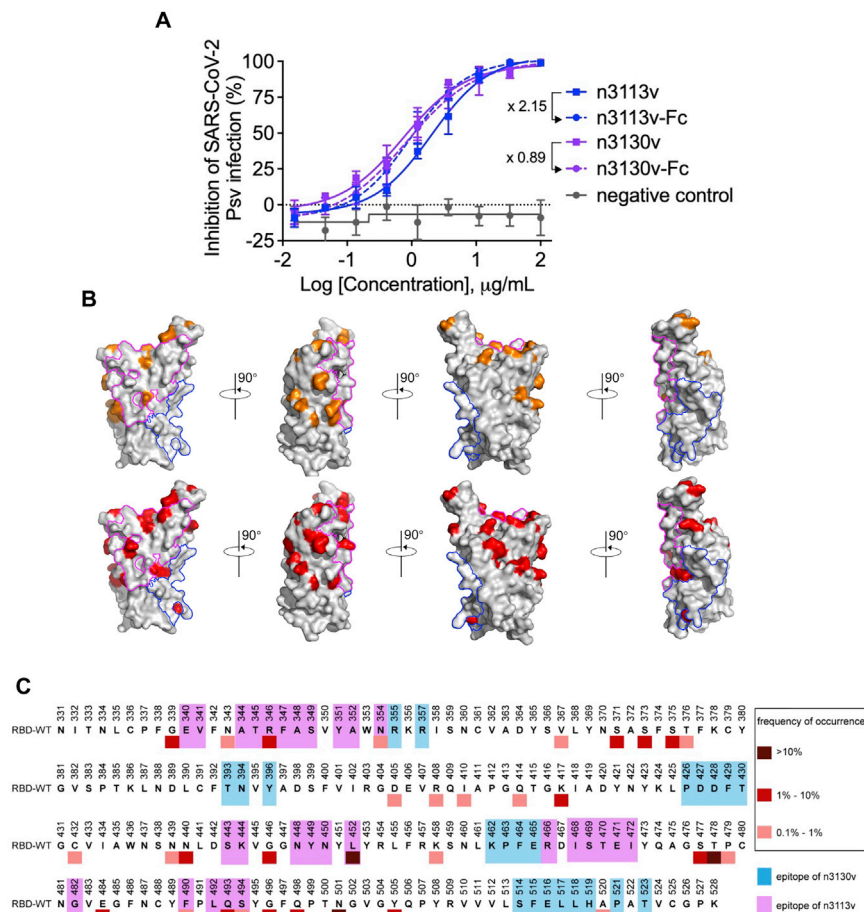 A
Inhibition of SARS-CoV-2
Psv infection (%)
100
75
50
25
0
-25
-2
-1
0
1
2
Log [Concentration], μg/mL
n3113v
x 2.15
n3113v-Fc
n3130v
x 0.89
n3130v-Fc
negative control
B
90° 90° 90°
90° 90° 90°
C
331 332 333 334 335 336 337 338 339 340 341 342 343 344 345 346 347 348 349 350 351 352 353 354 355 356 357 358 359 360 361 362 363 364 365 366 367 368 369 370 371 372 373 374 375 376 377 378 379 380
RBD-WT N I T N L C P F G E V F N A T R F A S V Y A W N R K R I S N C V A D Y S V L Y N S A S F S T F K C Y
381 382 383 384 385 386 387 388 389 390 391 392 393 394 395 396 397 398 399 400 401 402 403 404 405 406 407 408 409 410 411 412 413 414 415 416 417 418 419 420 421 422 423 424 425 426 427 428 429 430
RBD-WT G V S P T K L N D L C F T N V Y A D S F V I R G D E V R Q I A P G Q T G K I A D Y N Y K L P D D F T
431 432 433 434 435 436 437 438 439 440 441 442 443 444 445 446 447 448 449 450 451 452 453 454 455 456 457 458 459 460 461 462 463 464 465 466 467 468 469 470 471 472 473 474 475 476 477 478 479 480
RBD-WT G C V I A W N S N N L D S K V G G N Y N Y L Y R L F R K S N L K P F E R D I S T E I Y Q A G S T P C
481 482 483 484 485 486 487 488 489 490 491 492 493 494 495 496 497 498 499 500 501 502 503 504 505 506 507 508 509 510 511 512 513 514 515 516 517 518 519 520 521 522 523 524 525 526 527 528
RBD-WT N G V E G F N C Y F P L Q S Y G F Q P T N G V G Y Q P Y R V V V L S F E L L H A P A T V C G P K
frequency of occurrence
>10%
1% - 10%
0.1% - 1%
epitope of n3130v
epitope of n3113v